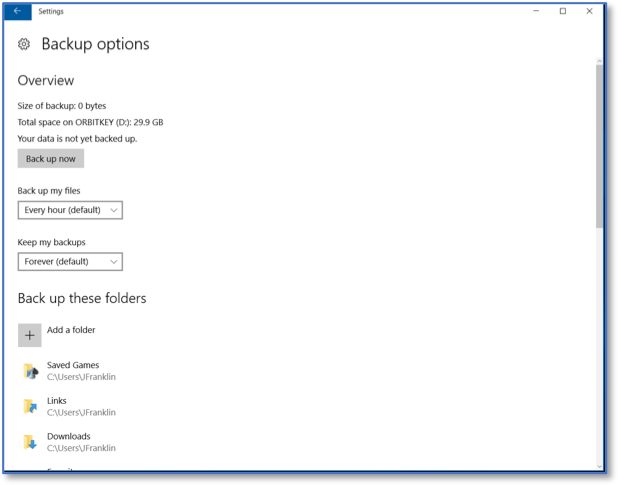 Settings
Backup options
Overview
Size of backup: 0 bytes
Total space on ORBITKEY (D:): 29.9 GB
Your data is not yet backed up.
Back up now
Back up my files
Every hour (default)
Keep my backups
Forever (default)
Back up these folders
Add a folder
Saved Games
C:\Users\JFranklin
Links
C:\Users\JFranklin
Downloads
C:\Users\JFranklin